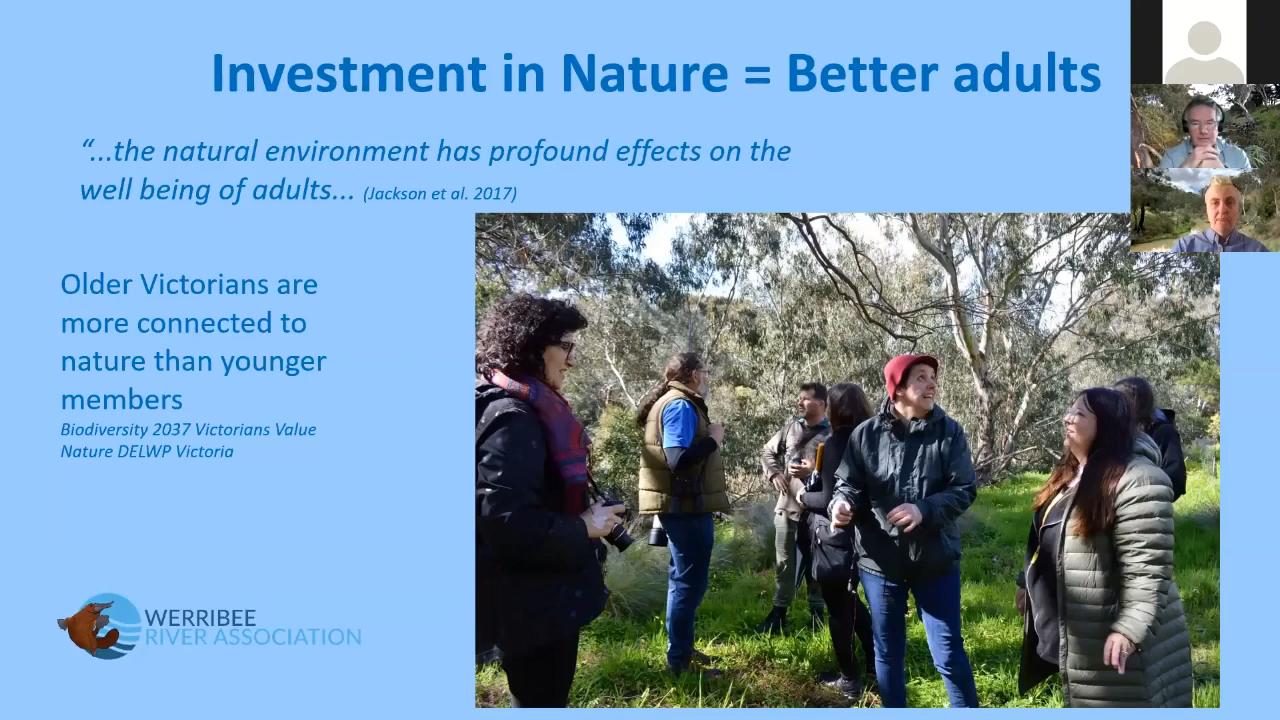 Investment in Nature = Better adults
“...the natural environment has profound effects on the
well being of adults... (Jackson et al. 2017)
Older Victorians are
more connected to
nature than younger
members
Biodiversity 2037 Victorians Value
Nature DELWP Victoria
WERRIBEE
RIVER ASSOCIATION